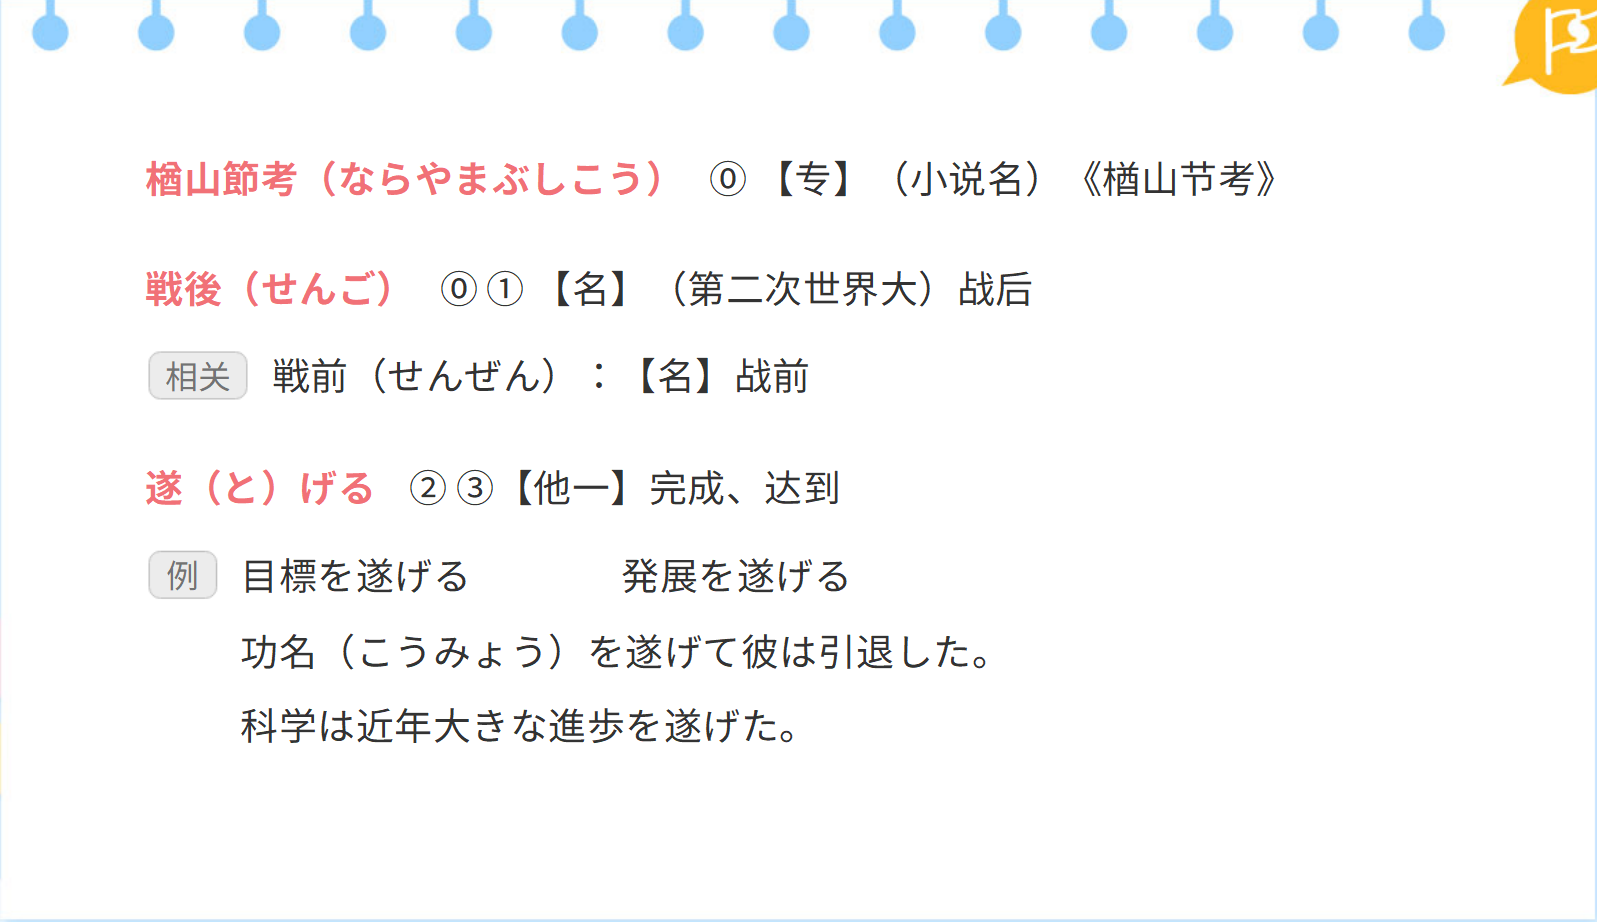 楢山節考（ならやまぶしこう） ⓪ 【专】（小说名）《楢山节考》
戦後（せんご） ⓪ ① 【名】（第二次世界大）战后
相关 戦前（せんぜん）：【名】战前
遂（と）げる ② ③【他一】完成、达到
例 目標を遂げる 発展を遂げる
功名（こうみょう）を遂げて彼は引退した。
科学は近年大きな進歩を遂げた。